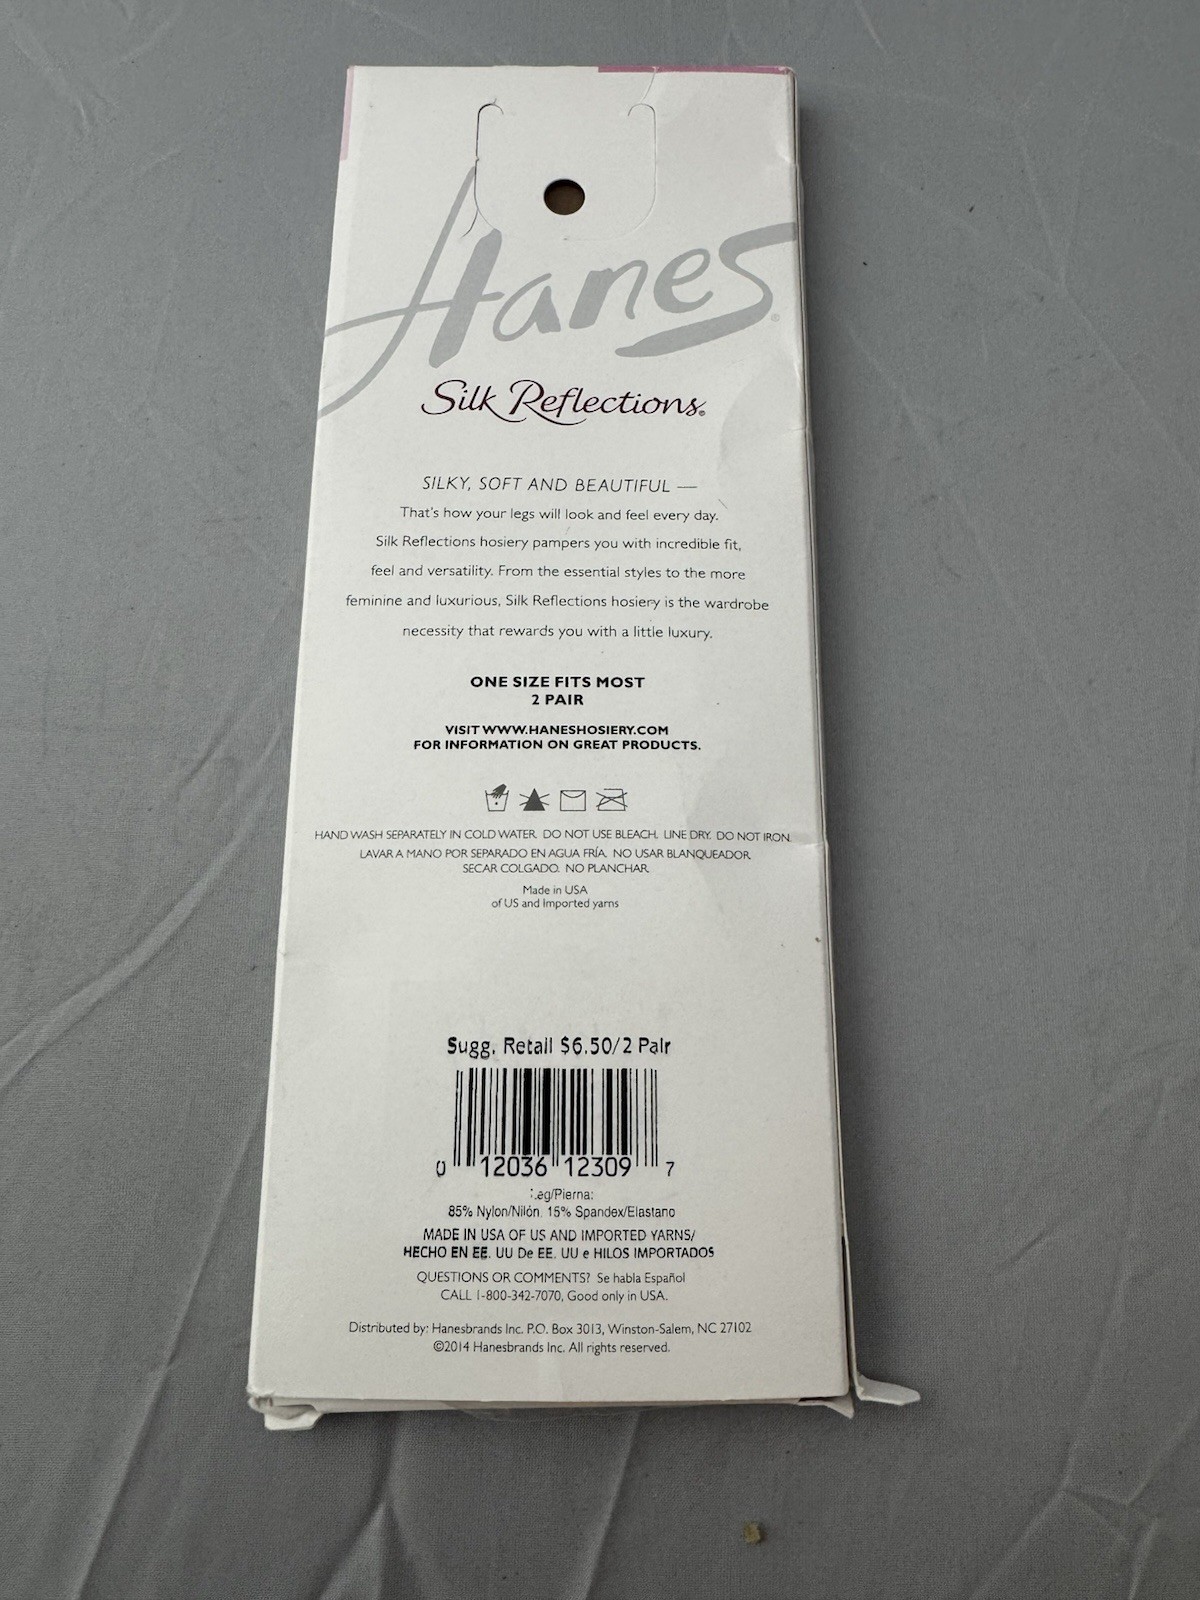 Hanes®
Silk Reflections®
SILKY, SOFT AND BEAUTIFUL —
That's how your legs will look and feel every day.
Silk Reflections hosiery pampers you with incredible fit,
feel and versatility. From the essential styles to the more
feminine and luxurious, Silk Reflections hosiery is the wardrobe
necessity that rewards you with a little luxury.
ONE SIZE FITS MOST
2 PAIR
VISIT WWW.HANESHOSIERY.COM
FOR INFORMATION ON GREAT PRODUCTS.
HAND WASH SEPARATELY IN COLD WATER. DO NOT USE BLEACH. LINE DRY. DO NOT IRON.
LAVAR A MANO POR SEPARADO EN AGUA FRÍA. NO USAR BLANQUEADOR.
SECAR COLGADO. NO PLANCHAR.
Made in USA
of US and Imported yarns
Sugg. Retail $6.50/2 Pair
0 12036 12309 7
Leg/Pierna:
85% Nylon/Nilón, 15% Spandex/Elastano
MADE IN USA OF US AND IMPORTED YARNS/
HECHO EN EE. UU De EE. UU e HILOS IMPORTADOS
QUESTIONS OR COMMENTS? Se habla Español
CALL 1-800-342-7070, Good only in USA.
Distributed by: Hanesbrands Inc. P.O. Box 3013, Winston-Salem, NC 27102
©2014 Hanesbrands Inc. All rights reserved.